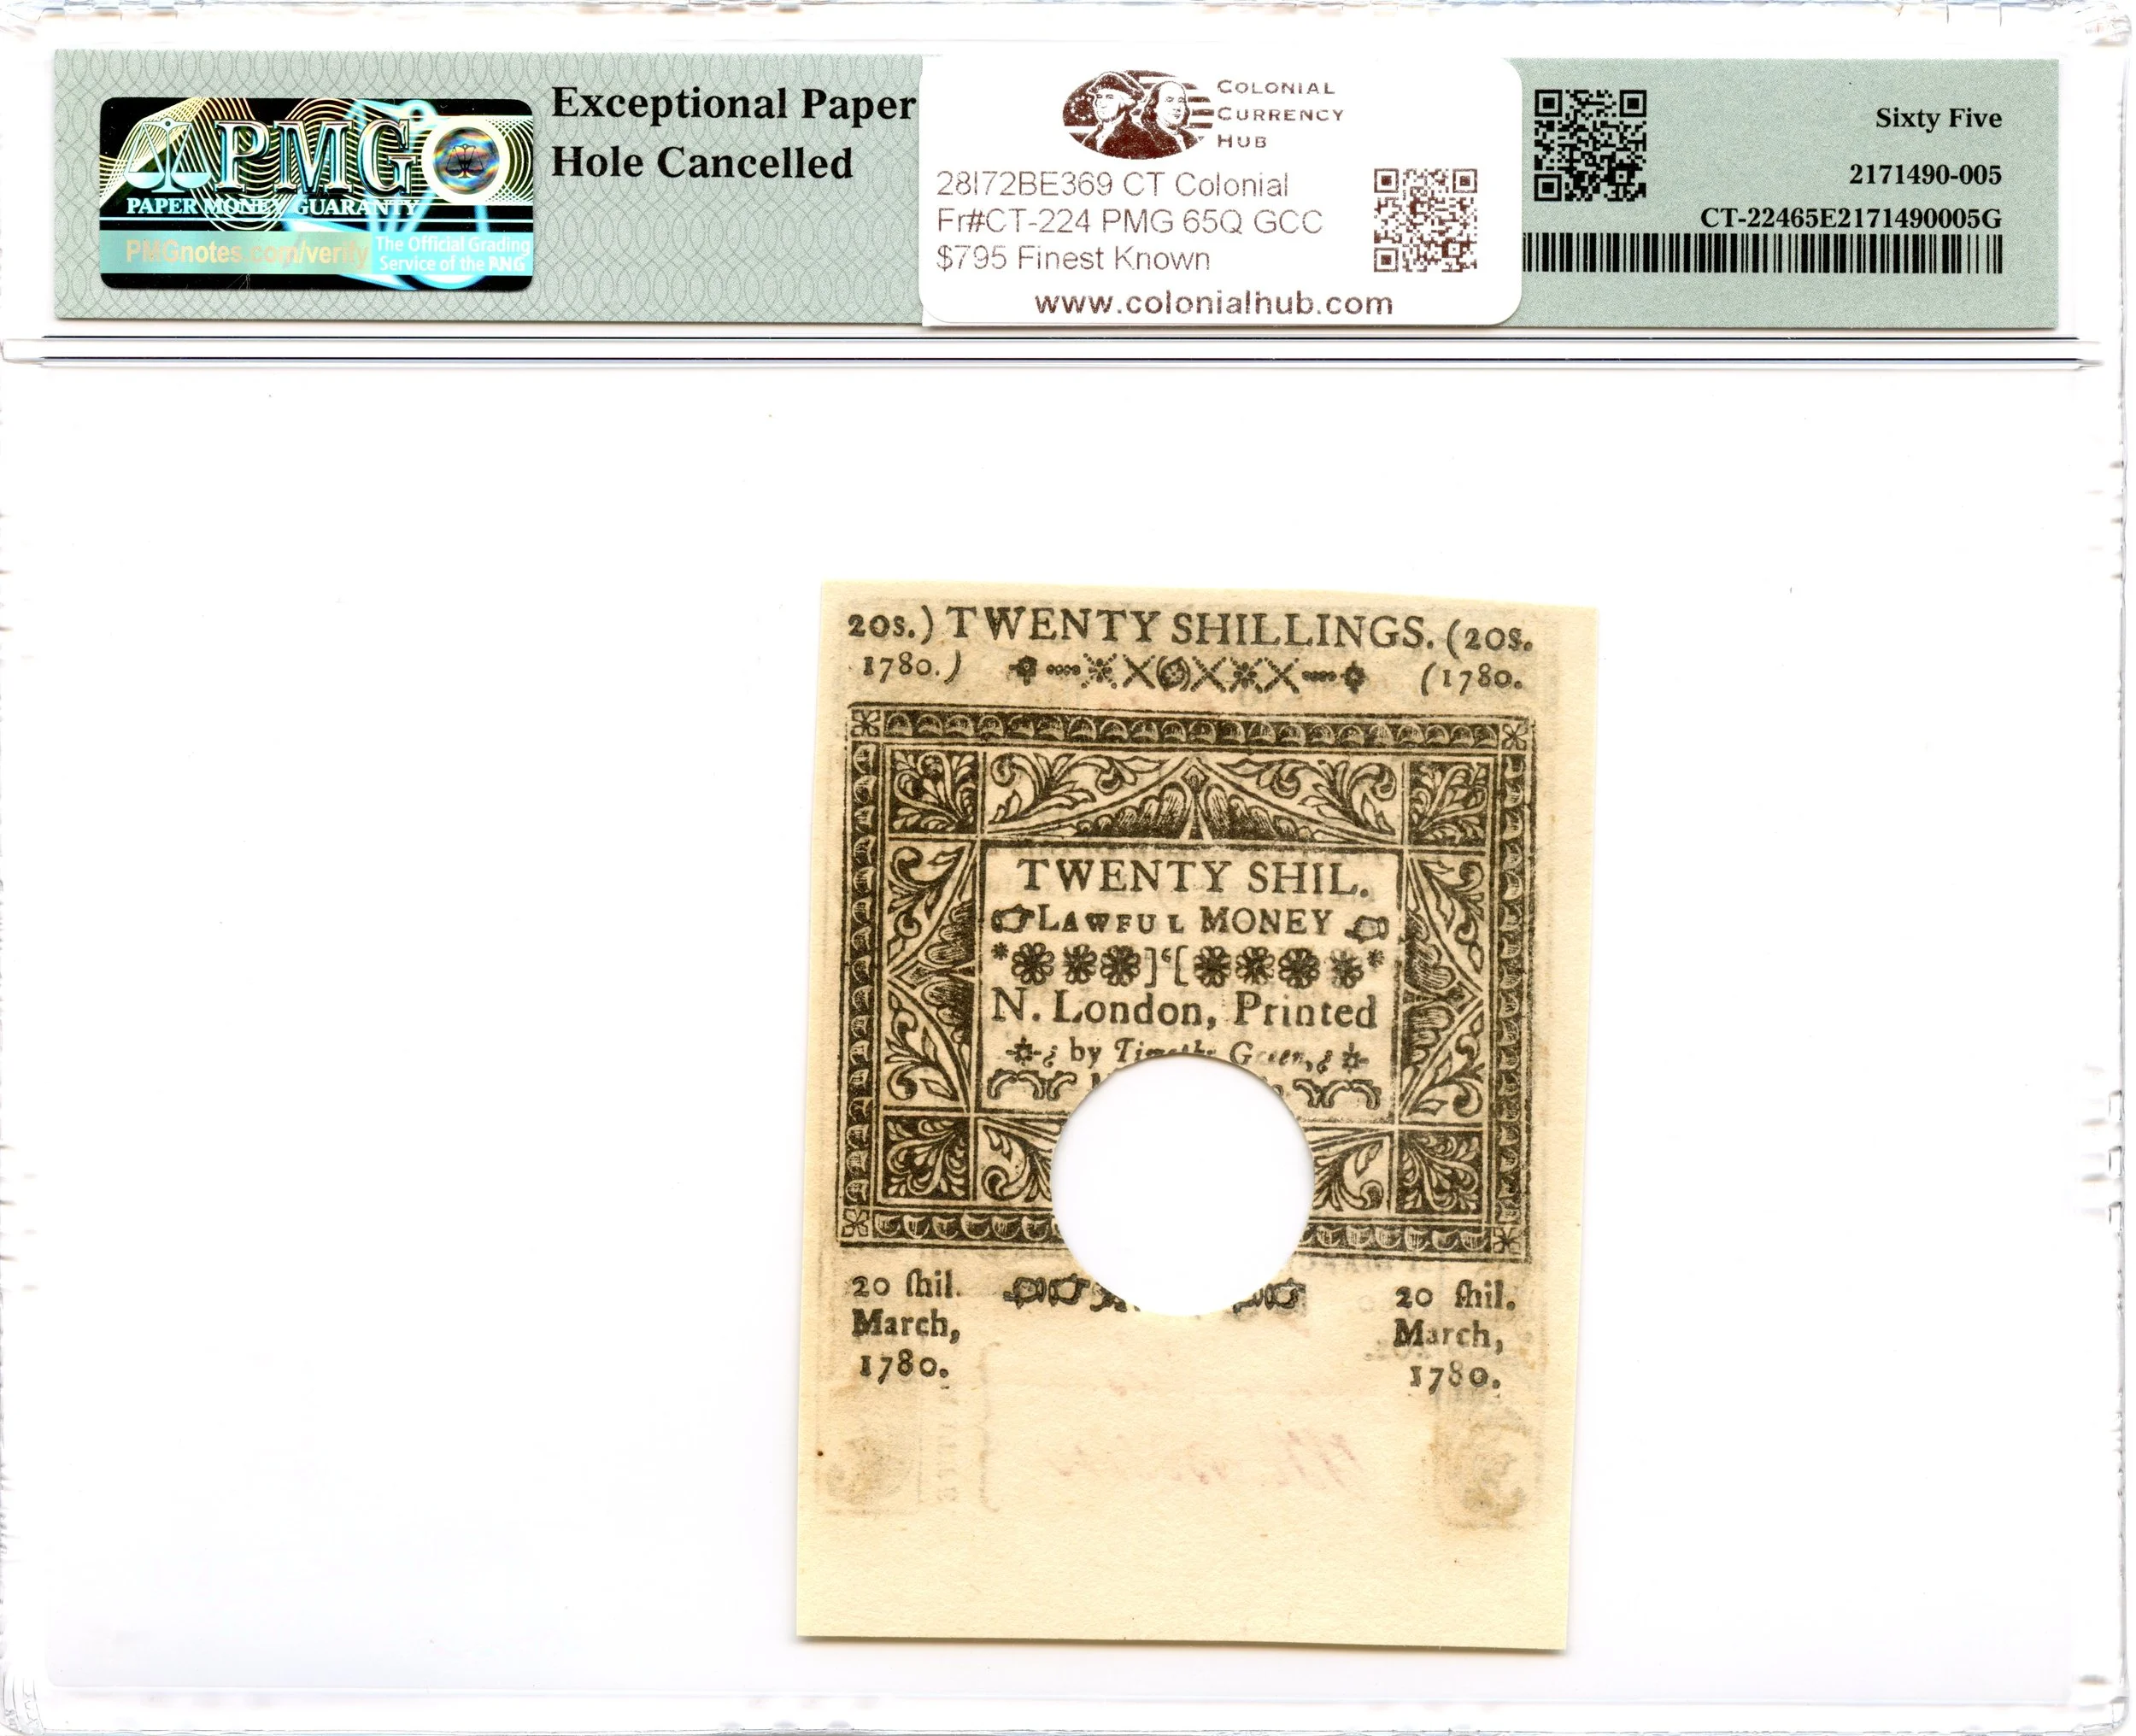 PMG
PAPER MONEY GUARANTY
PMGnotes.com/verify
The Official Grading
Service of the PNG
Exceptional Paper
Hole Cancelled
COLONIAL
CURRENCY
HUB
28I72BE369 CT Colonial
Fr#CT-224 PMG 65Q GCC
$795 Finest Known
www.colonialhub.com
Sixty Five
2171490-005
CT-22465E2171490005G
20S.) TWENTY SHILLINGS. (20S.
1780.) (1780.
TWENTY SHIL.
LAWFUL MONEY
N. London, Printed
by Timothy Green,
20 ſhil.
March,
1780.
20 ſhil.
March,
1780.